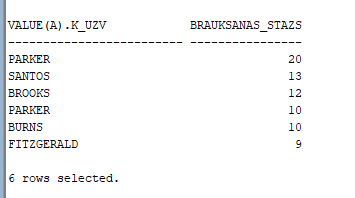 VALUE(A).K_UZV BRAUKSANAS_STAZS
-------------------------- ----------------
PARKER 20
SANTOS 13
BROOKS 12
PARKER 10
BURNS 10
FITZGERALD 9
6 rows selected.